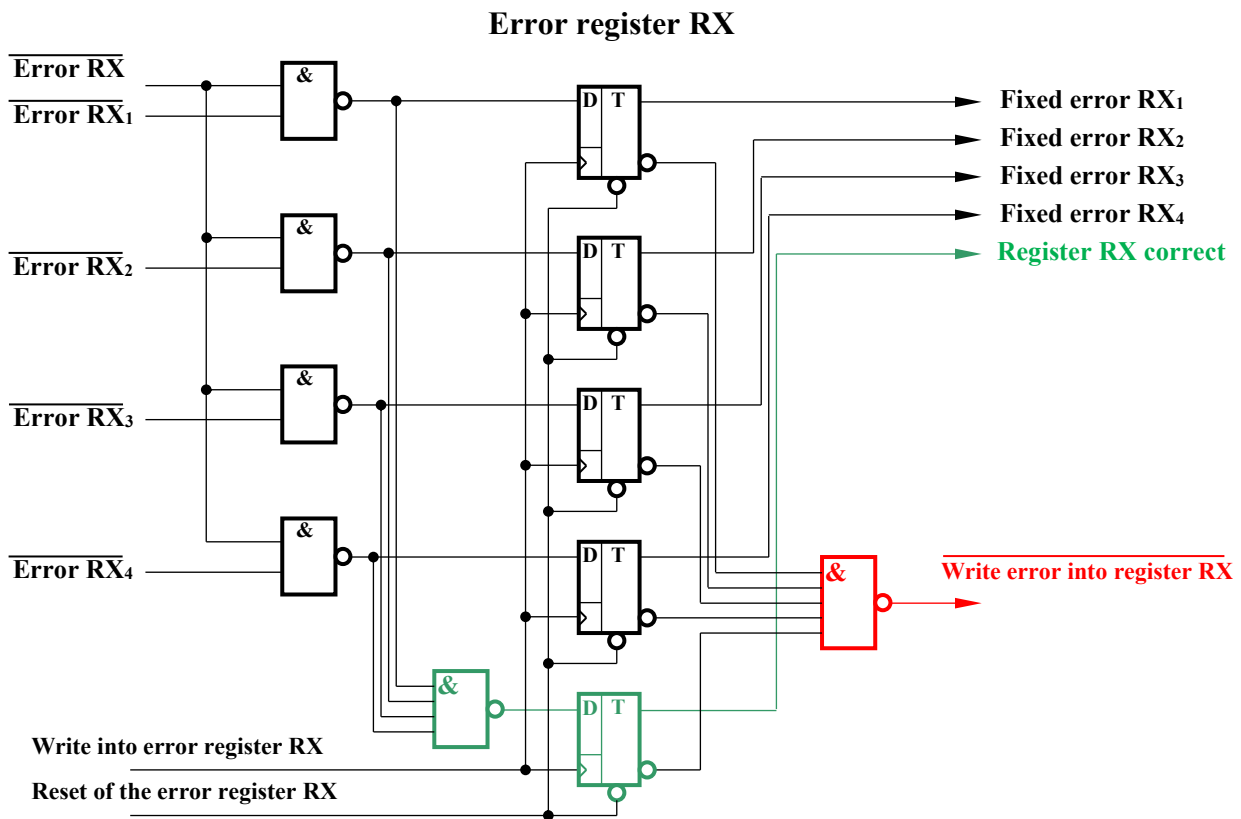 Error register RX
Error RX
Error RX₁
Error RX₂
Error RX₃
Error RX₄
&
&
&
&
&
D T
D T
D T
D T
D T
&
Fixed error RX₁
Fixed error RX₂
Fixed error RX₃
Fixed error RX₄
Register RX correct
Write error into register RX
Write into error register RX
Reset of the error register RX